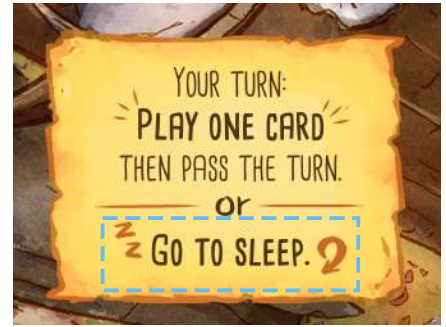 YOUR TURN:
PLAY ONE CARD
THEN PASS THE TURN.
or
z
z GO TO SLEEP.